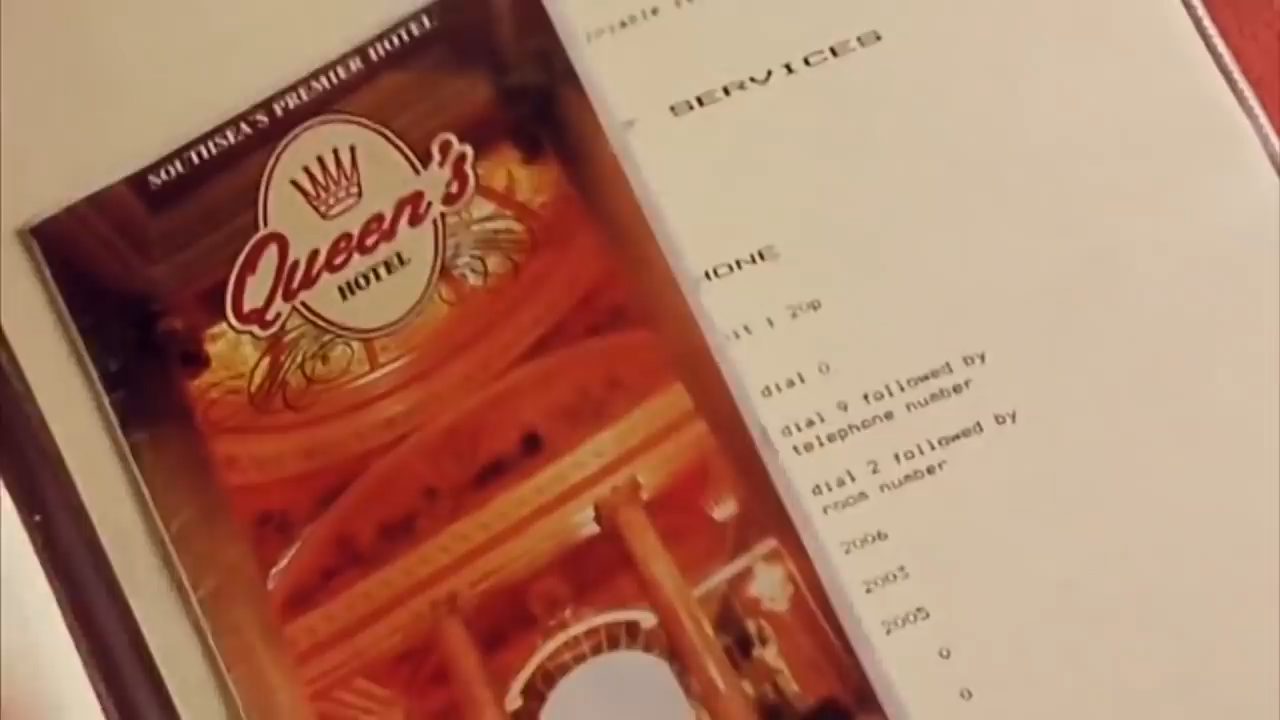 SOUTHSEA'S PREMIER HOTEL
Queen's
HOTEL
SERVICES
dial 0
dial 9 followed by
telephone number
dial 2 followed by
room number
2006
2003
2005
0
0